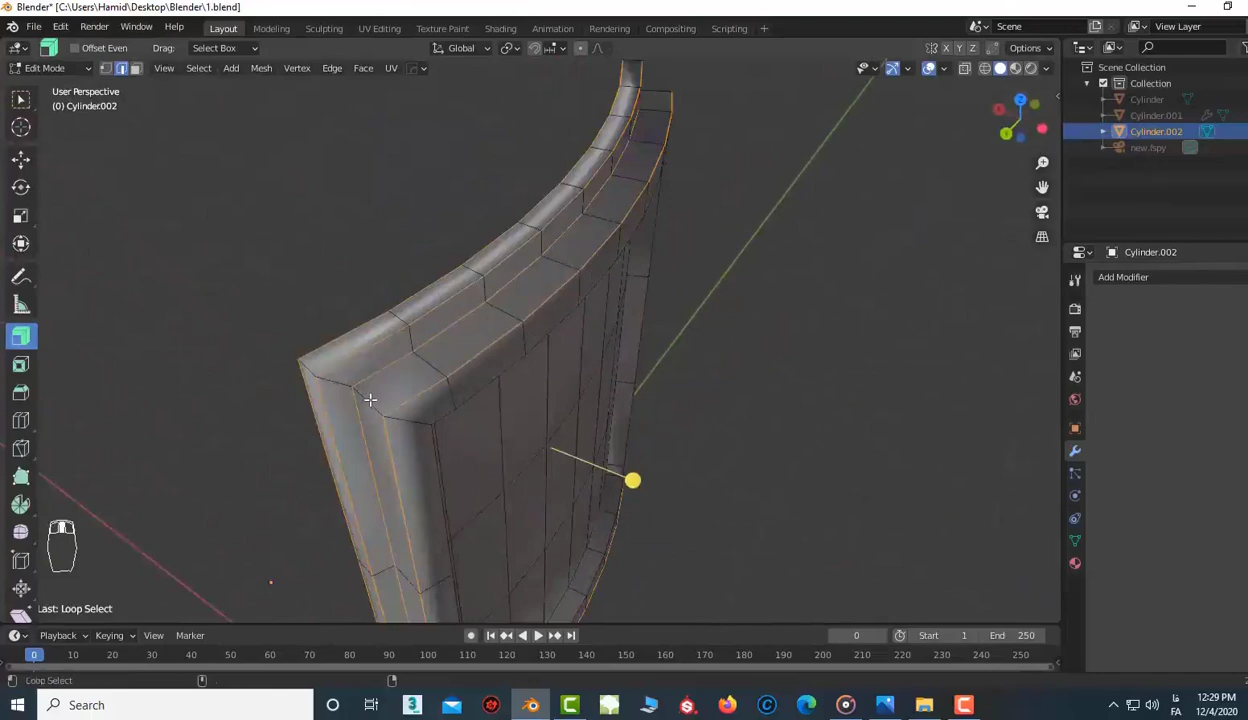 Blender* [C:\Users\Hamid\Desktop\Blender\1.blend]
File Edit Render Window Help Layout Modeling Sculpting UV Editing Texture Paint Shading Animation Rendering Compositing Scripting + Scene View Layer
Offset Even Drag: Select Box Global X Y Z Options
Edit Mode View Select Add Mesh Vertex Edge Face UV
Scene Collection
Collection
Cylinder
Cylinder.001
Cylinder.002
new.fspy
User Perspective
(0) Cylinder.002
Z
Y
Cylinder.002
Add Modifier
Last: Loop Select
Playback Keying View Marker 0 Start 1 End 250
0 10 20 30 40 50 60 70 80 90 100 110 120 130 140 150 160 170 180 190 200 210 220 230 240 250
Loop Select
Search
12:29 PM
فا
FA
12/4/2020